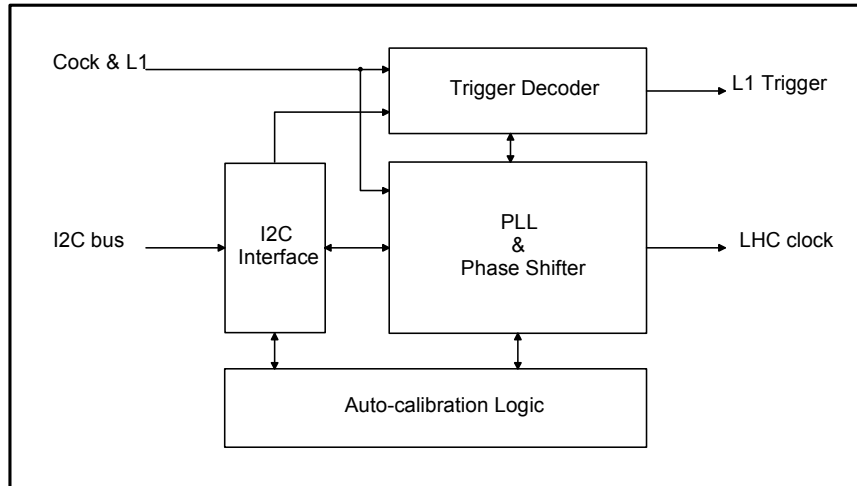 Cock & L1
Trigger Decoder
L1 Trigger
I2C bus
I2C
Interface
PLL
&
Phase Shifter
LHC clock
Auto-calibration Logic